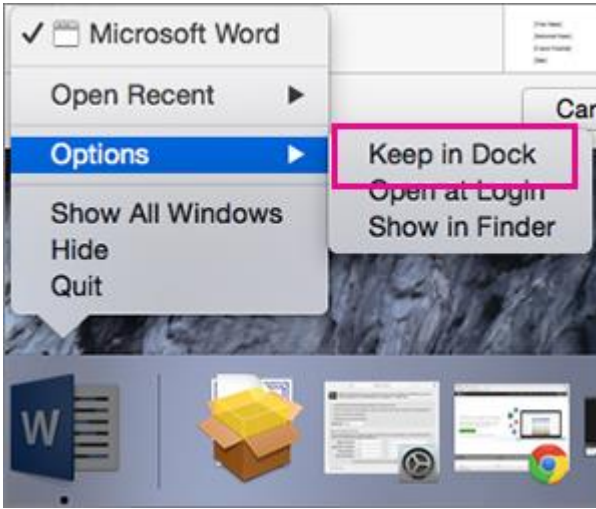 ✓ Microsoft Word
Open Recent ▶
Options ▶
Show All Windows
Hide
Quit
Car
Keep in Dock
Open at Login
Show in Finder
W